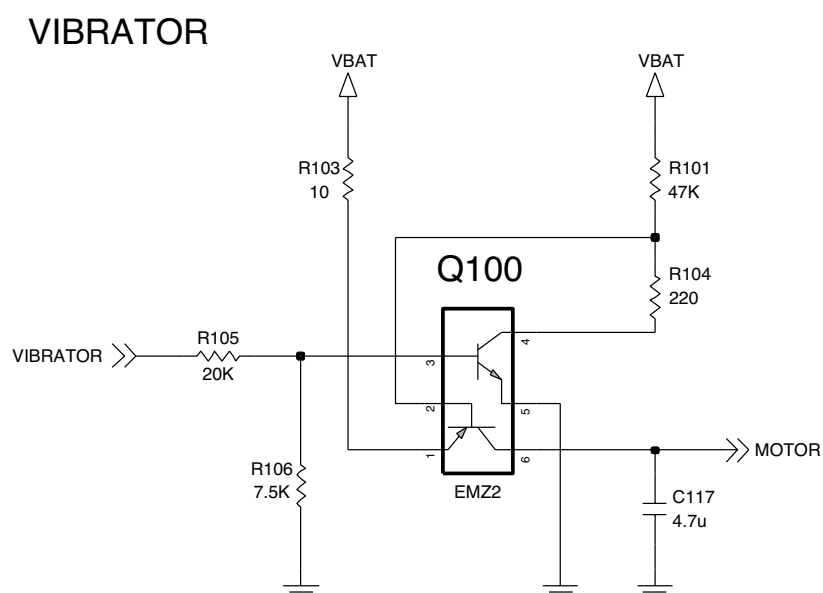 VIBRATOR
VBAT
VBAT
R103
10
R101
47K
Q100
R104
220
4
VIBRATOR
R105
20K
3
2
5
1
6
MOTOR
R106
7.5K
EMZ2
C117
4.7u